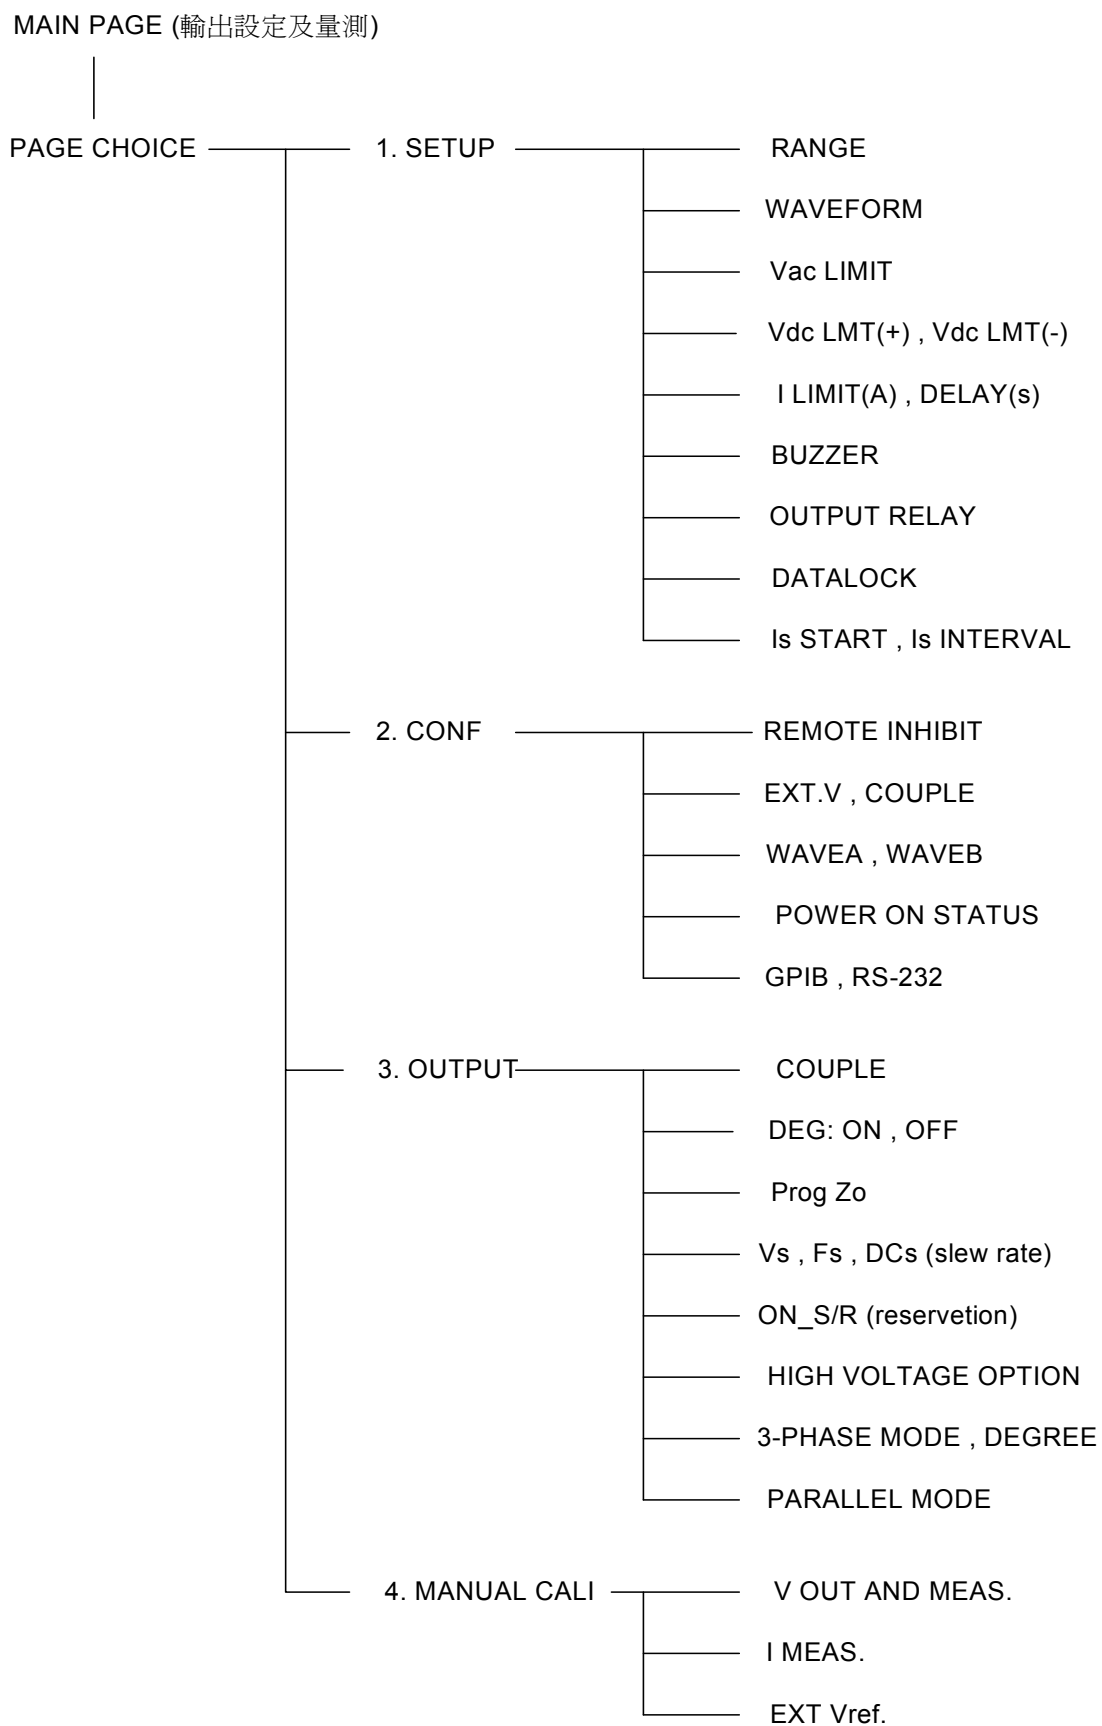 MAIN PAGE (輸出設定及量測)
PAGE CHOICE
1. SETUP
RANGE
WAVEFORM
Vac LIMIT
Vdc LMT(+) , Vdc LMT(-)
I LIMIT(A) , DELAY(s)
BUZZER
OUTPUT RELAY
DATALOCK
Is START , Is INTERVAL
2. CONF
REMOTE INHIBIT
EXT.V , COUPLE
WAVEA , WAVEB
POWER ON STATUS
GPIB , RS-232
3. OUTPUT
COUPLE
DEG: ON , OFF
Prog Zo
Vs , Fs , DCs (slew rate)
ON_S/R (reservetion)
HIGH VOLTAGE OPTION
3-PHASE MODE , DEGREE
PARALLEL MODE
4. MANUAL CALI
V OUT AND MEAS.
I MEAS.
EXT Vref.